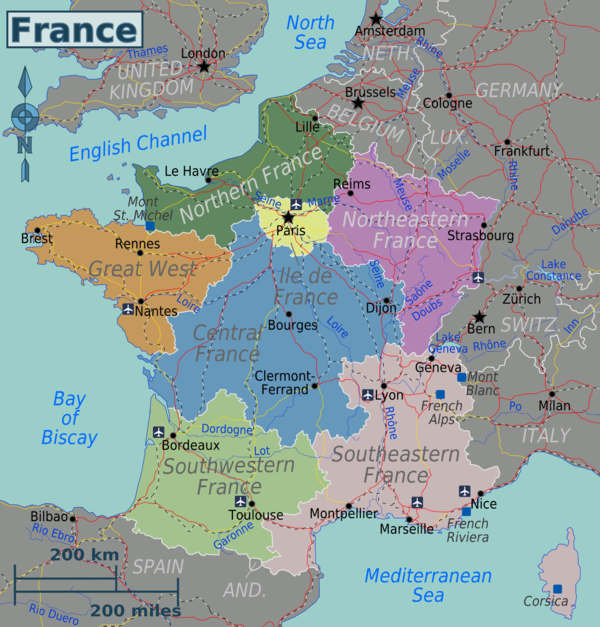 France
North
Sea
Amsterdam
NETH.
Rhine
London
Thames
UNITED
KINGDOM
Meuse
GERMANY
Brussels
Cologne
BELGIUM
English Channel
Lille
LUX.
Frankfurt
N
Le Havre
Northern France
Moselle
Rhine
Reims
Mont
St. Michel
Seine
Marne
Meuse
Paris
Northeastern
France
Strasbourg
Danube
Brest
Rennes
Great West
Ile de
France
Seine
Saône
Doubs
Lake
Constance
Zürich
Nantes
Loire
Dijon
Bourges
Loire
Bern
SWITZ.
Inn
Central
France
Lake
Geneva
Rhône
Geneva
Clermont-
Ferrand
Lyon
Mont
Blanc
French
Alps
Milan
Po
ITALY
Bay
of
Biscay
Rhône
Dordogne
Bordeaux
Lot
Southwestern
France
Southeastern
France
Toulouse
Garonne
Montpellier
Nice
Marseille
French
Riviera
Bilbao
Rio Ebro
200 km
SPAIN
AND.
Mediterranean
Sea
Corsica
200 miles
Rio Duero